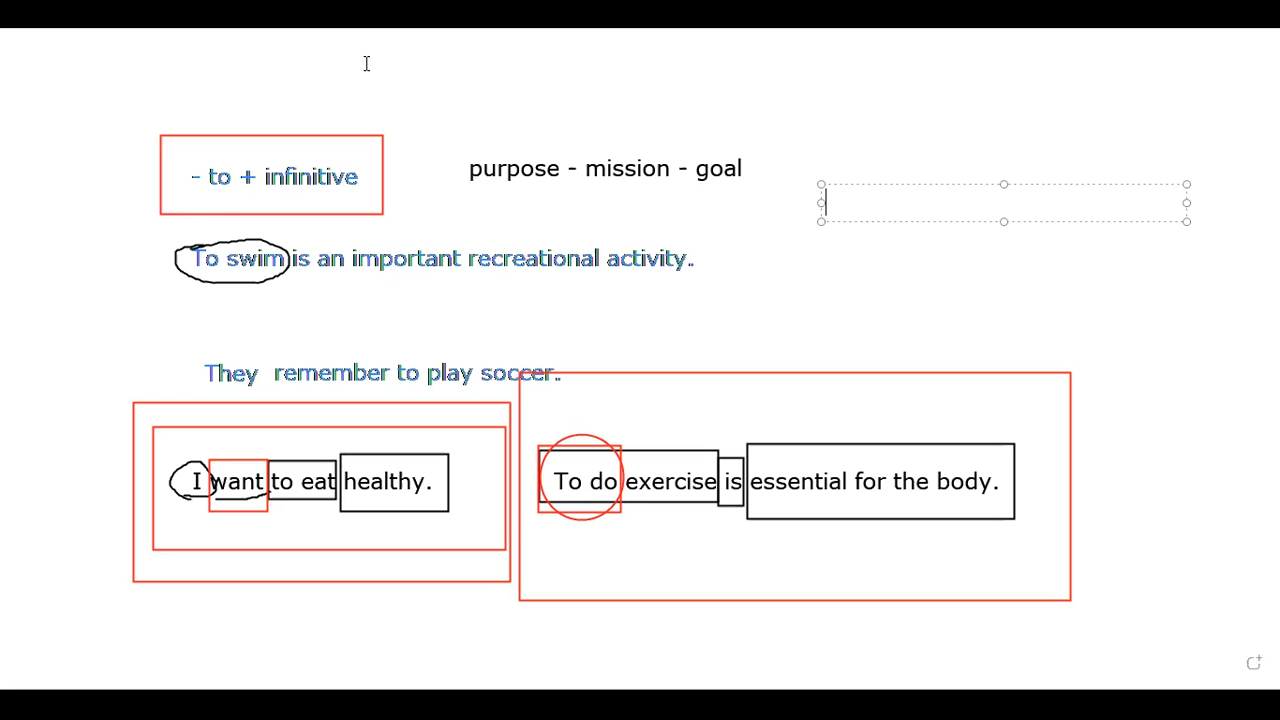 - to + infinitive
purpose - mission - goal
To swim is an important recreational activity..
They remember to play soccer..
I want to eat healthy.
To do exercise is essential for the body.